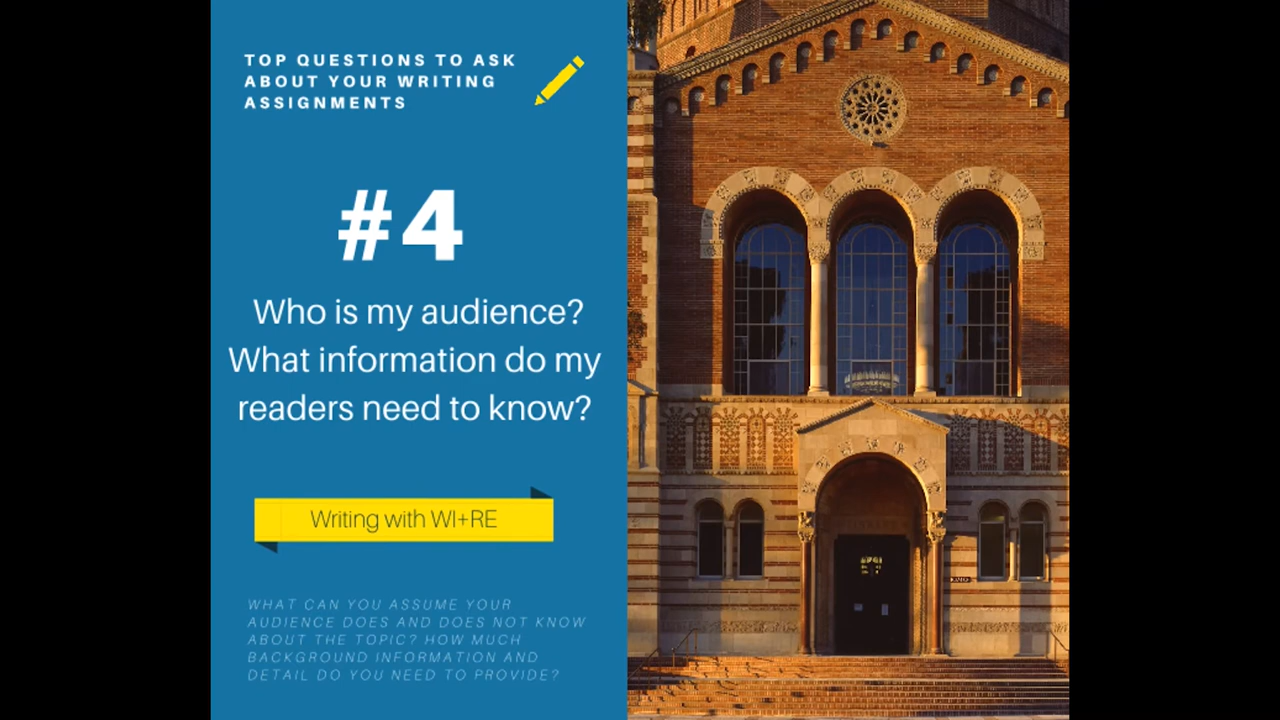 TOP QUESTIONS TO ASK
ABOUT YOUR WRITING
ASSIGNMENTS
#4
Who is my audience?
What information do my
readers need to know?
Writing with WI+RE
WHAT CAN YOU ASSUME YOUR
AUDIENCE DOES AND DOES NOT KNOW
ABOUT THE TOPIC? HOW MUCH
BACKGROUND INFORMATION AND
DETAIL DO YOU NEED TO PROVIDE?